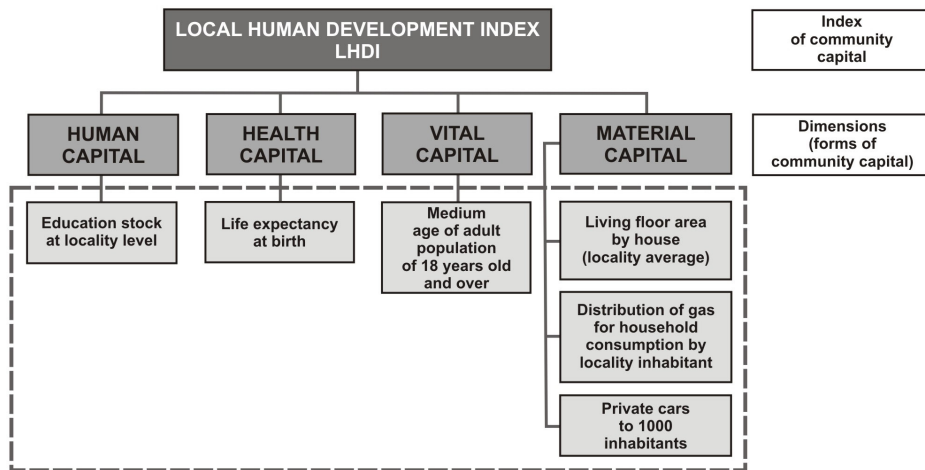 LOCAL HUMAN DEVELOPMENT INDEX
LHDI
Index
of community
capital
HUMAN
CAPITAL
HEALTH
CAPITAL
VITAL
CAPITAL
MATERIAL
CAPITAL
Dimensions
(forms of
community capital)
Education stock
at locality level
Life expectancy
at birth
Medium
age of adult
population
of 18 years old
and over
Living floor area
by house
(locality average)
Distribution of gas
for household
consumption by
locality inhabitant
Private cars
to 1000
inhabitants